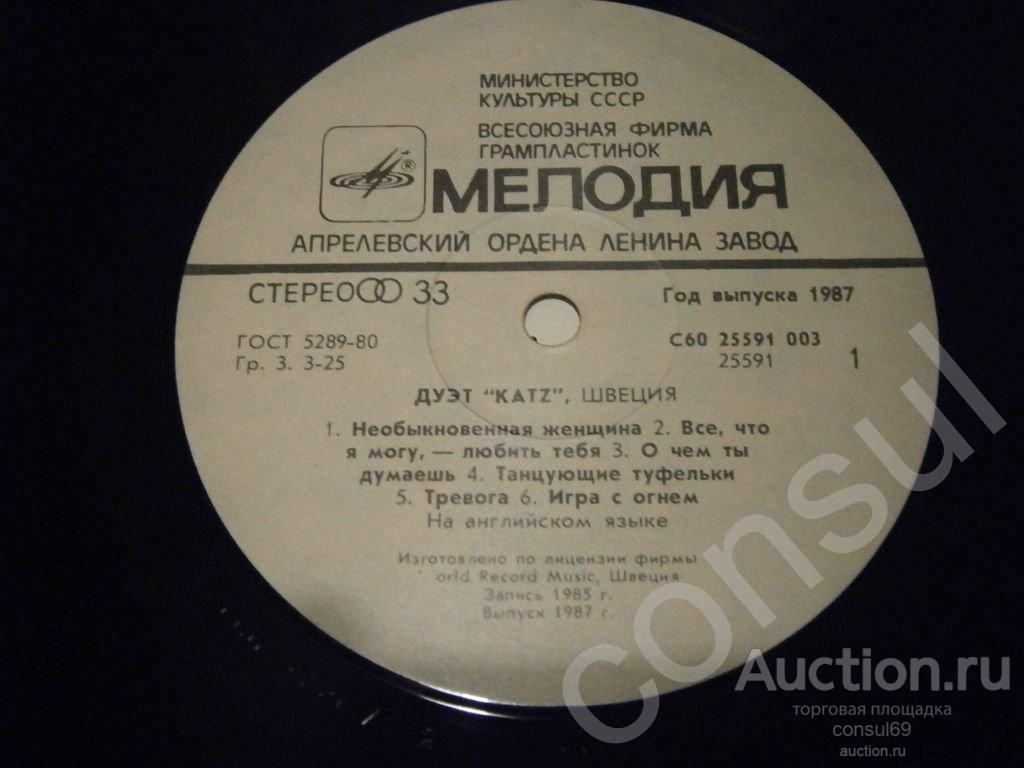 МИНИСТЕРСТВО
КУЛЬТУРЫ СССР
ВСЕСОЮЗНАЯ ФИРМА
ГРАМПЛАСТИНОК
®
МЕЛОДИЯ
АПРЕЛЕВСКИЙ ОРДЕНА ЛЕНИНА ЗАВОД
СТЕРЕО 33
Год выпуска 1987
ГОСТ 5289-80
Гр. 3. 3-25
С60 25591 003
25591
1
ДУЭТ "KATZ", ШВЕЦИЯ
1. Необыкновенная женщина 2. Все, что
я могу, — любить тебя 3. О чем ты
думаешь 4. Танцующие туфельки
5. Тревога 6. Игра с огнем
На английском языке
Изготовлено по лицензии фирмы
orld Record Music, Швеция
Запись 1985 г.
Выпуск 1987 г.
consul
Auction.ru
торговая площадка
consul69
auction.ru